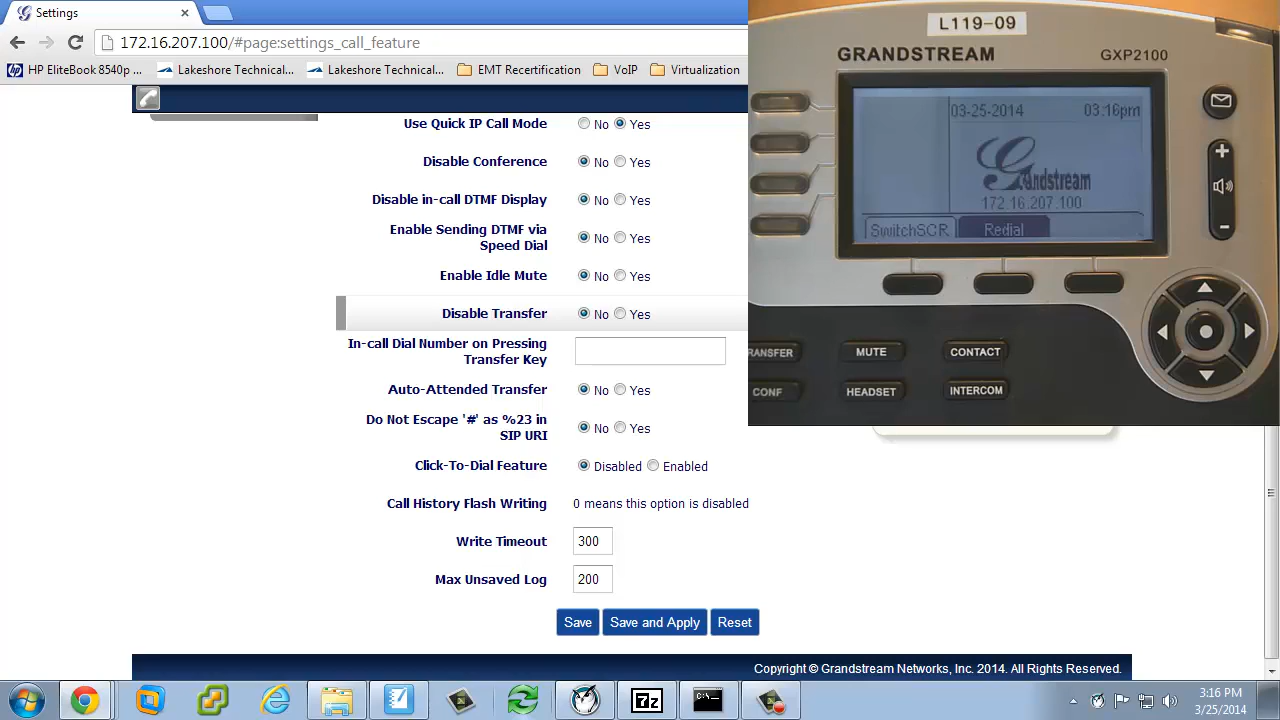 Settings
172.16.207.100/#page:settings_call_feature
HP EliteBook 8540p ...
Lakeshore Technical...
Lakeshore Technical...
EMT Recertification
VoIP
Virtualization
Use Quick IP Call Mode No Yes
Disable Conference No Yes
Disable in-call DTMF Display No Yes
Enable Sending DTMF via
Speed Dial No Yes
Enable Idle Mute No Yes
Disable Transfer No Yes
In-call Dial Number on Pressing
Transfer Key
Auto-Attended Transfer No Yes
Do Not Escape '#' as %23 in
SIP URI No Yes
Click-To-Dial Feature Disabled Enabled
Call History Flash Writing 0 means this option is disabled
Write Timeout 300
Max Unsaved Log 200
Save Save and Apply Reset
Copyright © Grandstream Networks, Inc. 2014. All Rights Reserved.
L119-09
GRANDSTREAM GXP2100
03-25-2014 03:16pm
Grandstream
172.16.207.100
SwitchSCR Redial
RANSFER MUTE CONTACT
CONF HEADSET INTERCOM
3:16 PM
3/25/2014